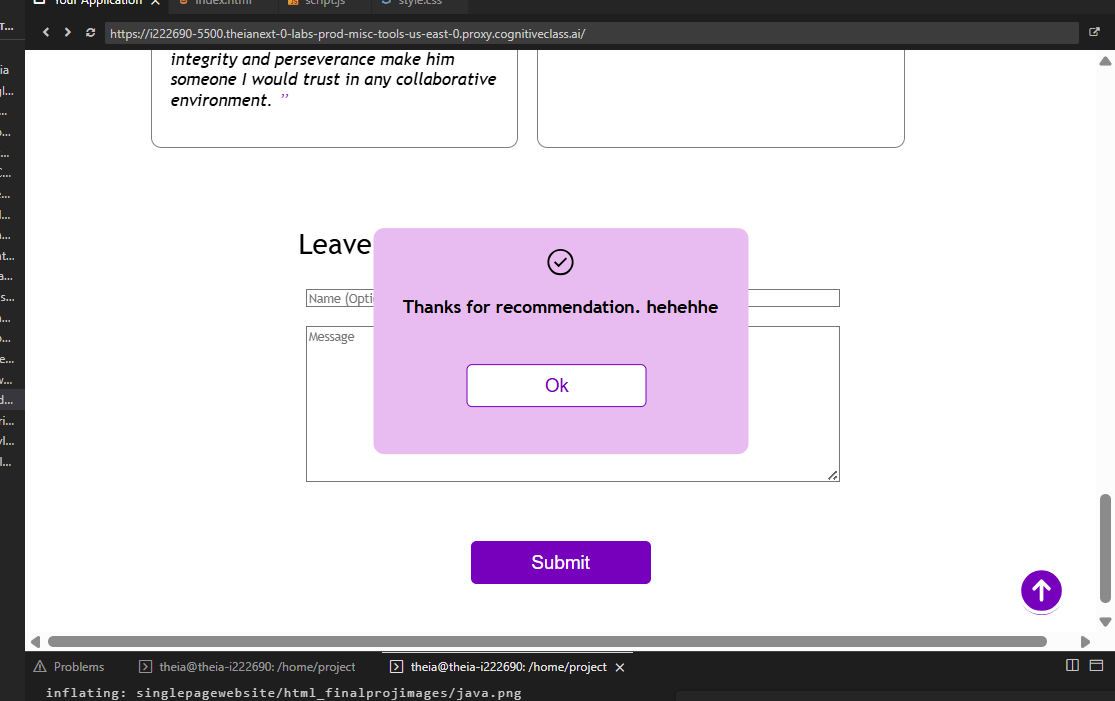 Your Application
index.html
script.js
style.css
https://i222690-5500.theianext-0-labs-prod-misc-tools-us-east-0.proxy.cognitiveclass.ai/
integrity and perseverance make him
someone I would trust in any collaborative
environment. ”
Leave
Name (Opti
Message
Thanks for recommendation. hehehhe
Ok
Submit
Problems
theia@theia-i222690: /home/project
theia@theia-i222690: /home/project
inflating: singlepagewebsite/html_finalprojimages/java.png